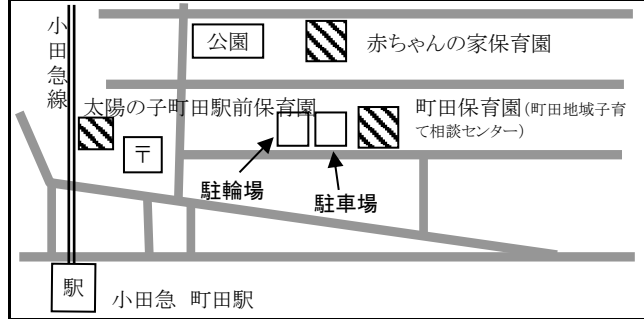 小田急線
公園
赤ちゃんの家保育園
太陽の子町田駅前保育園
町田保育園(町田地域子育
て相談センター)
〒
駐輪場
駐車場
駅
小田急 町田駅